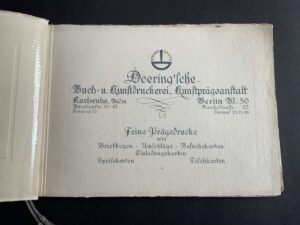 Doering'sche
Buch- u. Kunstdruckerei, Kunstprägeanstalt
Karlsruhe, Baden
Berlin W. 50
Feine Prägedrucke
wie
Briefbogen - Umschläge - Besuchskarten
Einladungskarten
Speisekarten Tischkarten